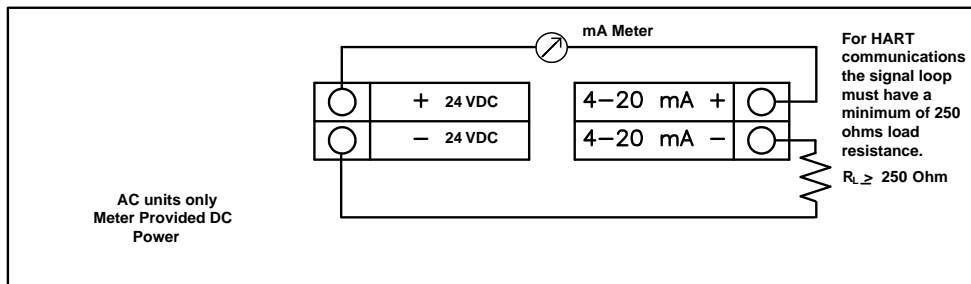 mA Meter
+ 24 VDC
− 24 VDC
4−20 mA +
4−20 mA −
For HART
communications
the signal loop
must have a
minimum of 250
ohms load
resistance.
RL ≥ 250 Ohm
AC units only
Meter Provided DC
Power